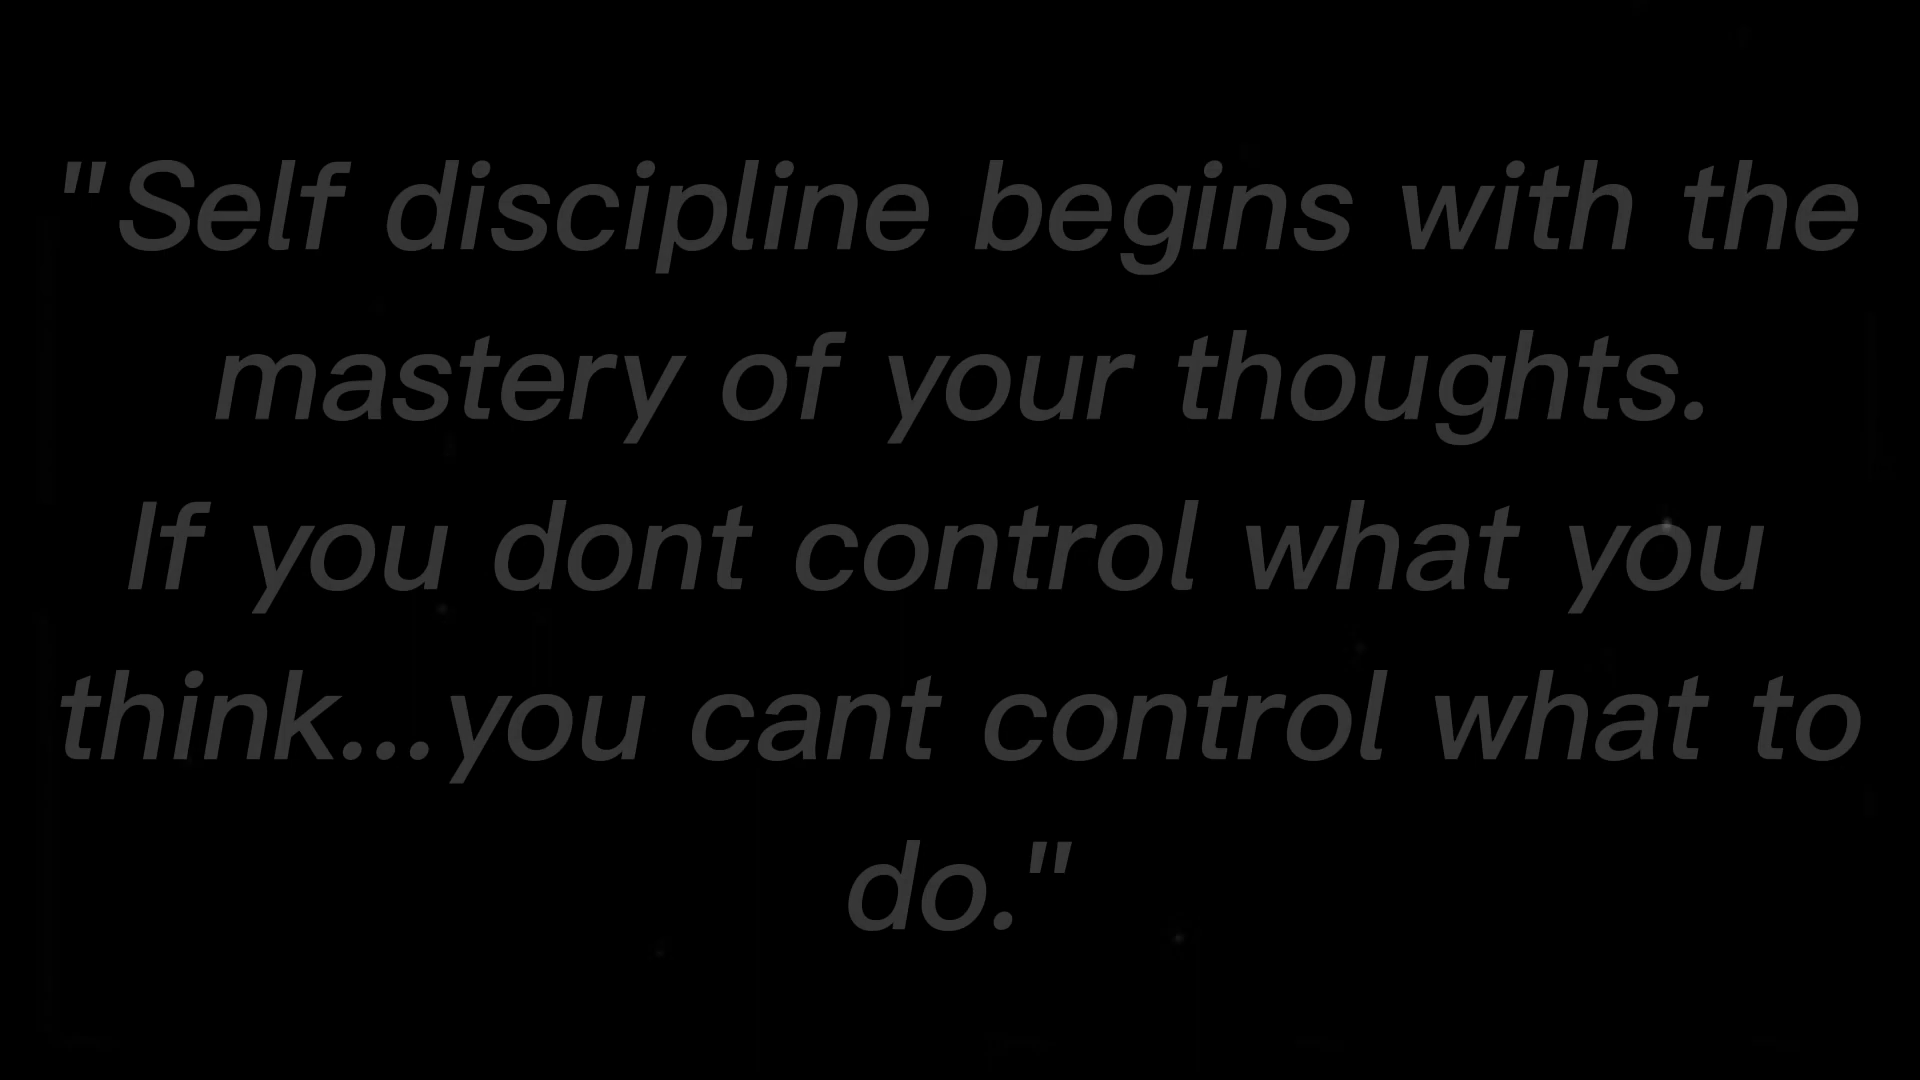 "Self discipline begins with the
mastery of your thoughts.
If you dont control what you
think...you cant control what to
do."